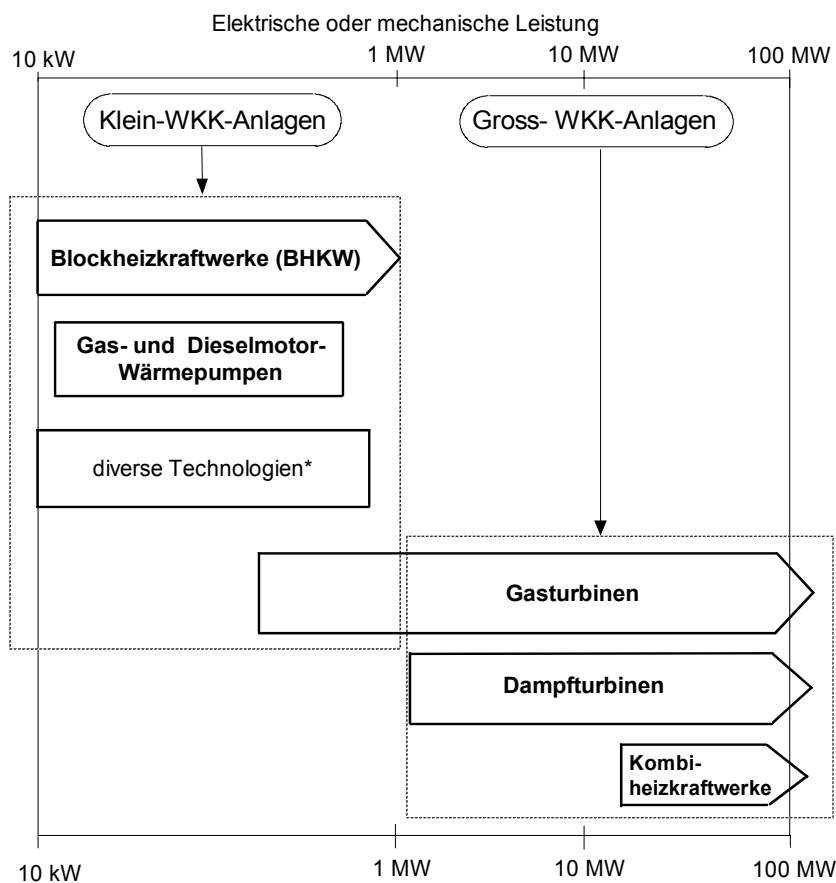 Elektrische oder mechanische Leistung
10 kW 1 MW 10 MW 100 MW
Klein-WKK-Anlagen
Gross- WKK-Anlagen
Blockheizkraftwerke (BHKW)
Gas- und Dieselmotor-
Wärmepumpen
diverse Technologien*
Gasturbinen
Dampfturbinen
Kombi-
heizkraftwerke
10 kW 1 MW 10 MW 100 MW